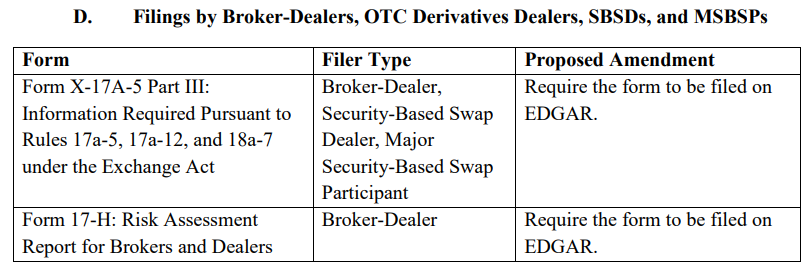 D. Filings by Broker-Dealers, OTC Derivatives Dealers, SBSDs, and MSBSPs
Form
Filer Type
Proposed Amendment
Form X-17A-5 Part III:
Information Required Pursuant to
Rules 17a-5, 17a-12, and 18a-7
under the Exchange Act
Broker-Dealer,
Security-Based Swap
Dealer, Major
Security-Based Swap
Participant
Require the form to be filed on
EDGAR.
Form 17-H: Risk Assessment
Report for Brokers and Dealers
Broker-Dealer
Require the form to be filed on
EDGAR.